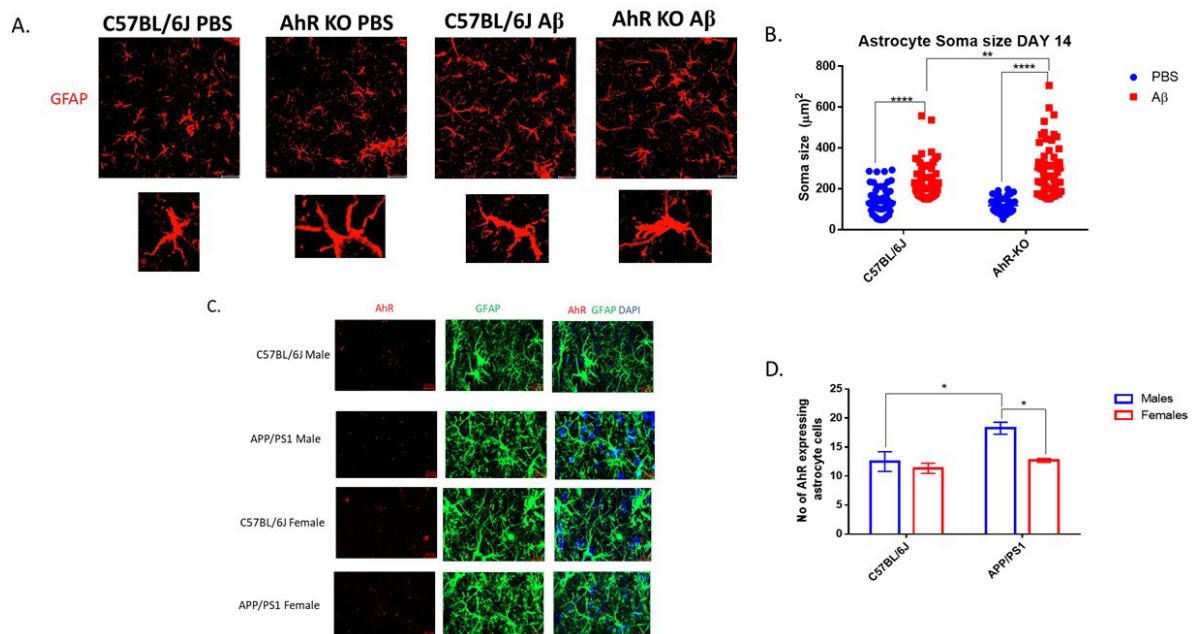 A.
C57BL/6J PBS
AhR KO PBS
C57BL/6J Aβ
AhR KO Aβ
GFAP
B.
Astrocyte Soma size DAY 14
**
****
****
800
600
400
200
0
Soma size (μm)2
C57BL/6J
AhR-KO
PBS
Aβ
C.
AhR
GFAP
AhR GFAP DAPI
C57BL/6J Male
APP/PS1 Male
C57BL/6J Female
APP/PS1 Female
D.
*
*
25
20
15
10
5
0
No of AhR expressing
astrocyte cells
C57BL/6J
APP/PS1
Males
Females